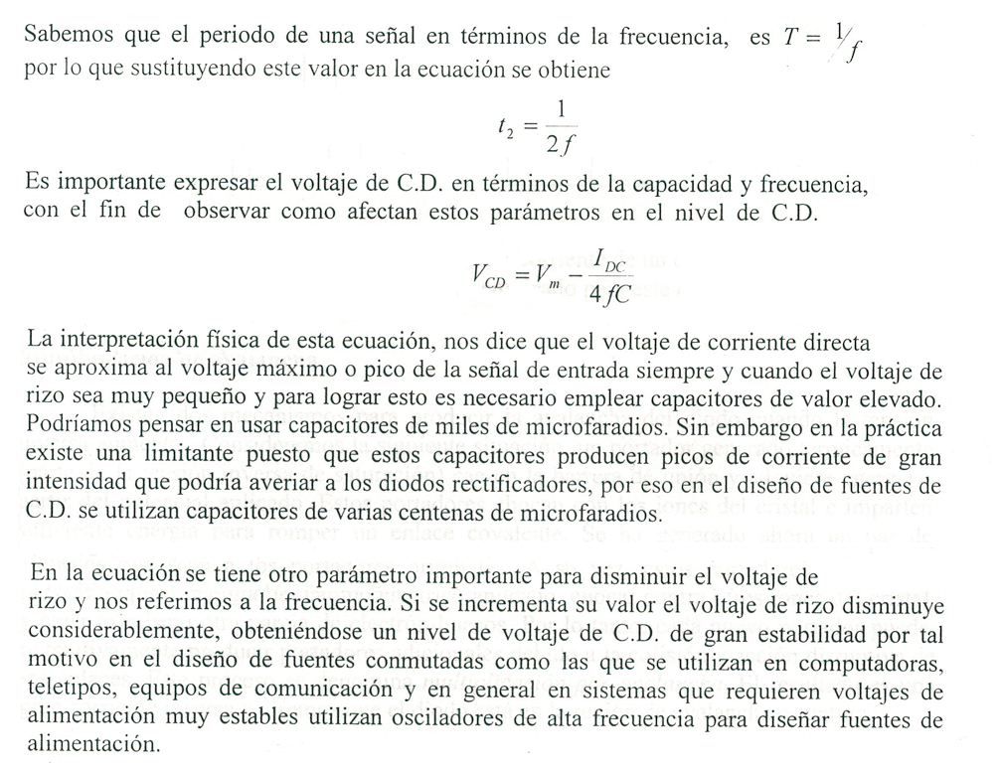 Sabemos que el periodo de una señal en términos de la frecuencia, es T = 1/f
por lo que sustituyendo este valor en la ecuación se obtiene
t₂ = 1/2f
Es importante expresar el voltaje de C.D. en términos de la capacidad y frecuencia,
con el fin de observar como afectan estos parámetros en el nivel de C.D.
V_CD = V_m − I_DC/4fC
La interpretación física de esta ecuación, nos dice que el voltaje de corriente directa
se aproxima al voltaje máximo o pico de la señal de entrada siempre y cuando el voltaje de
rizo sea muy pequeño y para lograr esto es necesario emplear capacitores de valor elevado.
Podríamos pensar en usar capacitores de miles de microfaradios. Sin embargo en la práctica
existe una limitante puesto que estos capacitores producen picos de corriente de gran
intensidad que podría averiar a los diodos rectificadores, por eso en el diseño de fuentes de
C.D. se utilizan capacitores de varias centenas de microfaradios.
En la ecuación se tiene otro parámetro importante para disminuir el voltaje de
rizo y nos referimos a la frecuencia. Si se incrementa su valor el voltaje de rizo disminuye
considerablemente, obteniéndose un nivel de voltaje de C.D. de gran estabilidad por tal
motivo en el diseño de fuentes conmutadas como las que se utilizan en computadoras,
teletipos, equipos de comunicación y en general en sistemas que requieren voltajes de
alimentación muy estables utilizan osciladores de alta frecuencia para diseñar fuentes de
alimentación.